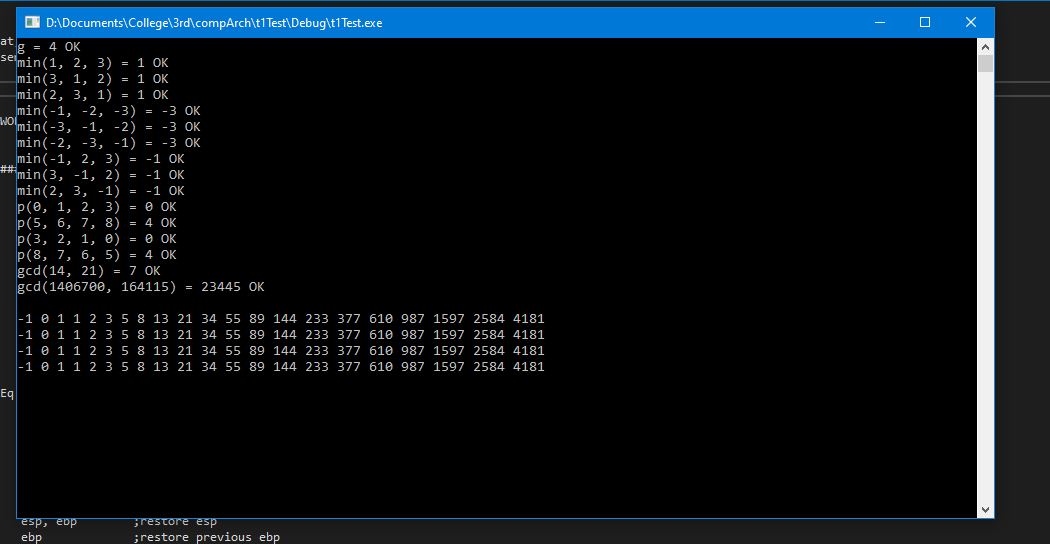 D:\Documents\College\3rd\compArch\t1Test\Debug\t1Test.exe
at
g = 4 OK
min(1, 2, 3) = 1 OK
min(3, 1, 2) = 1 OK
min(2, 3, 1) = 1 OK
min(-1, -2, -3) = -3 OK
min(-3, -1, -2) = -3 OK
min(-2, -3, -1) = -3 OK
min(-1, 2, 3) = -1 OK
min(3, -1, 2) = -1 OK
min(2, 3, -1) = -1 OK
p(0, 1, 2, 3) = 0 OK
p(5, 6, 7, 8) = 4 OK
p(3, 2, 1, 0) = 0 OK
p(8, 7, 6, 5) = 4 OK
gcd(14, 21) = 7 OK
gcd(1406700, 164115) = 23445 OK
-1 0 1 1 2 3 5 8 13 21 34 55 89 144 233 377 610 987 1597 2584 4181
-1 0 1 1 2 3 5 8 13 21 34 55 89 144 233 377 610 987 1597 2584 4181
-1 0 1 1 2 3 5 8 13 21 34 55 89 144 233 377 610 987 1597 2584 4181
-1 0 1 1 2 3 5 8 13 21 34 55 89 144 233 377 610 987 1597 2584 4181
Eq
esp, ebp ;restore esp
ebp ;restore previous ebp